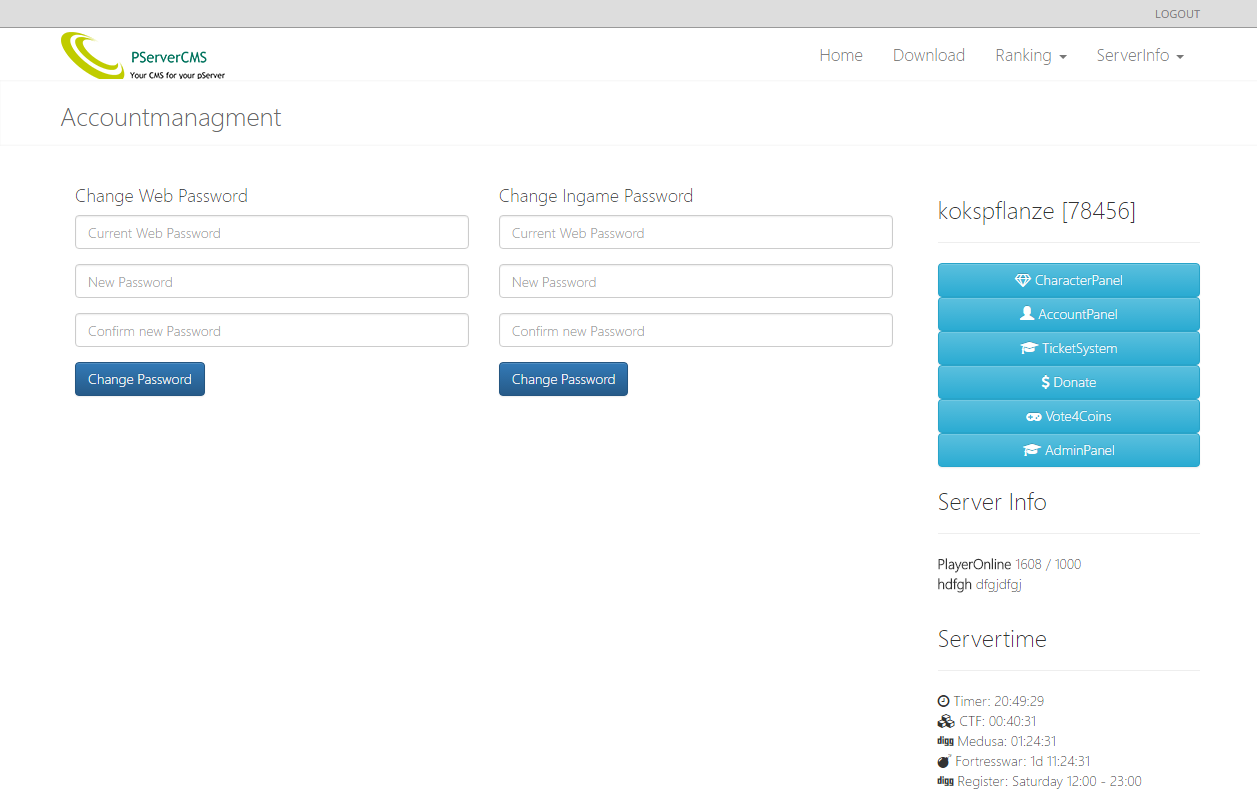 LOGOUT
PServerCMS
Your CMS for your pServer
Home Download Ranking ServerInfo
Accountmanagment
Change Web Password
Current Web Password
New Password
Confirm new Password
Change Password
Change Ingame Password
Current Web Password
New Password
Confirm new Password
Change Password
kokspflanze [78456]
CharacterPanel
AccountPanel
TicketSystem
$ Donate
Vote4Coins
AdminPanel
Server Info
PlayerOnline 1608 / 1000
hdfgh dfgjdfgj
Servertime
Timer: 20:49:29
CTF: 00:40:31
digg Medusa: 01:24:31
Fortresswar: 1d 11:24:31
digg Register: Saturday 12:00 - 23:00